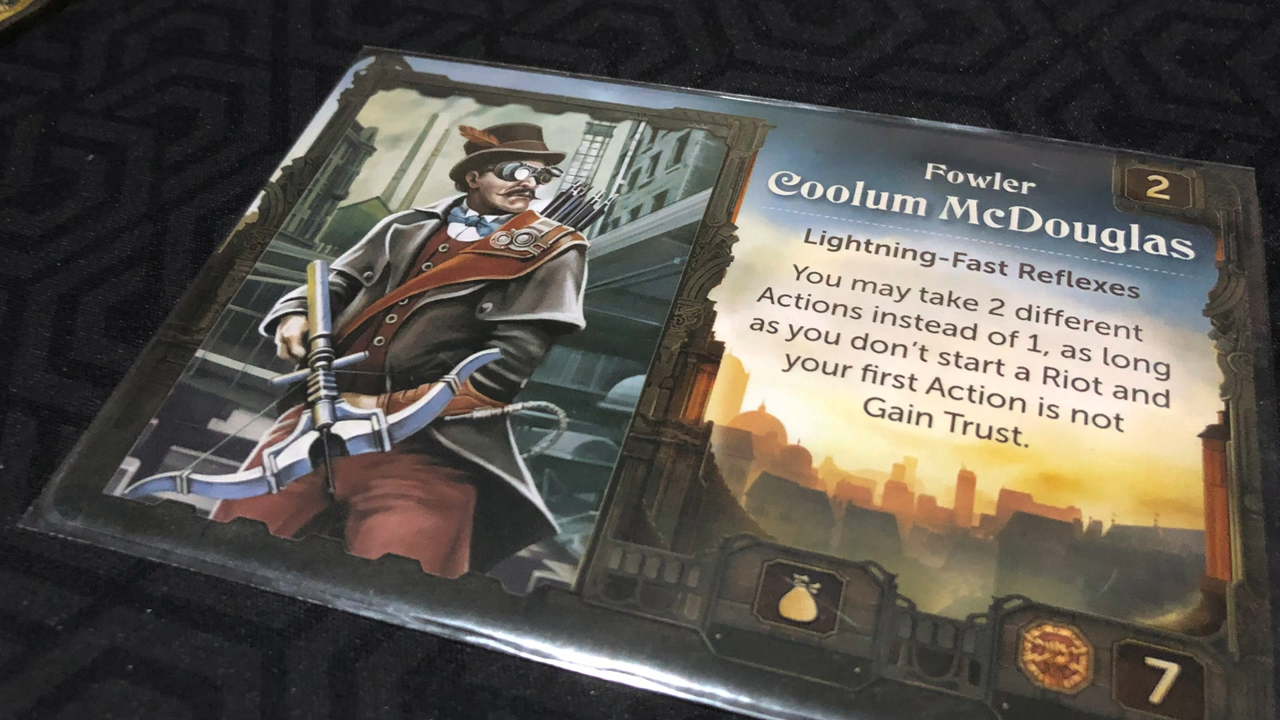 Fowler
2
Coolum McDouglas
Lightning-Fast Reflexes
You may take 2 different
Actions instead of 1, as long
as you don't start a Riot and
your first Action is not
Gain Trust.
7